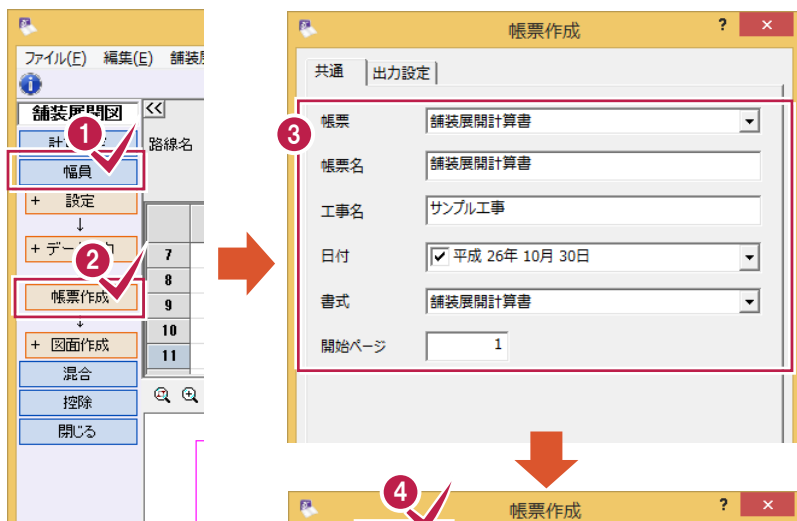 ファイル(F) 編集(E) 舗装
舗装展開図
<<
路線名
幅員
+ 設定
↓
+ デー
帳票作成
↓
+ 図面作成
混合
控除
閉じる
7
8
9
10
11
1
2
帳票作成
? ×
共通 出力設定
3
帳票 舗装展開計算書
帳票名 舗装展開計算書
工事名 サンプル工事
日付 平成 26年 10月 30日
書式 舗装展開計算書
開始ページ 1
4
帳票作成
? ×